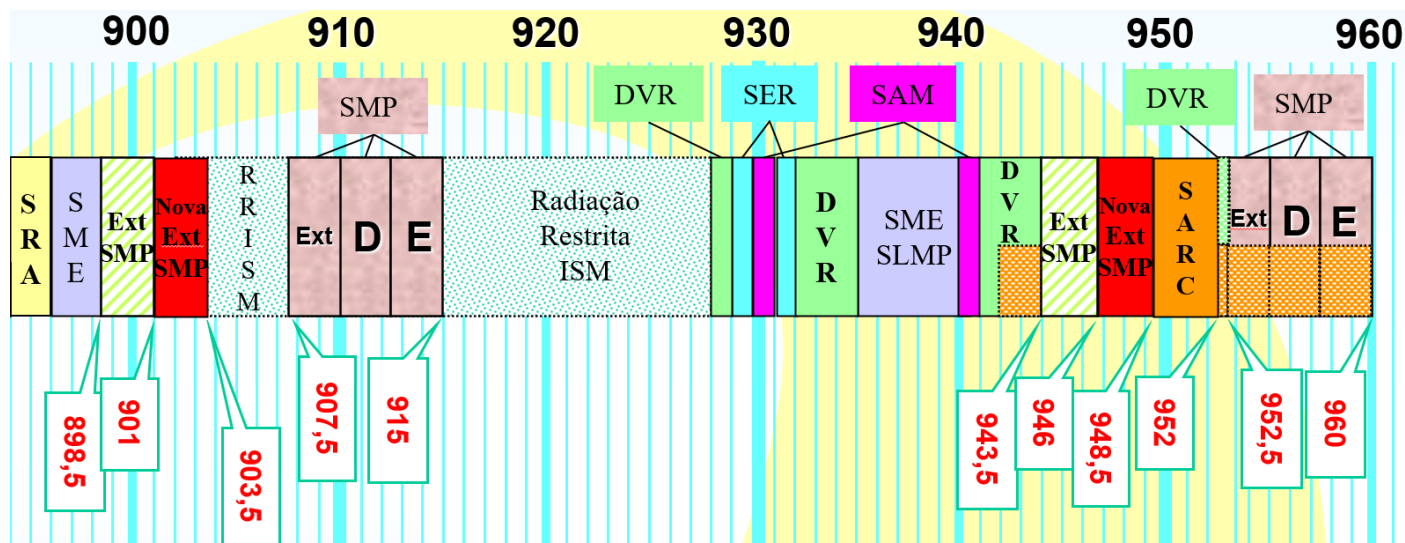 900 910 920 930 940 950 960
SMP
DVR
SER
SAM
DVR
SMP
S
R
A
S
M
E
Ext
SMP
Nova
Ext
SMP
R
R
I
S
M
Ext
D
E
Radiação
Restrita
ISM
D
V
R
SME
SLMP
D
V
R
Ext
SMP
Nova
Ext
SMP
S
A
R
C
Ext
D
E
898,5
901
903,5
907,5
915
943,5
946
948,5
952
952,5
960